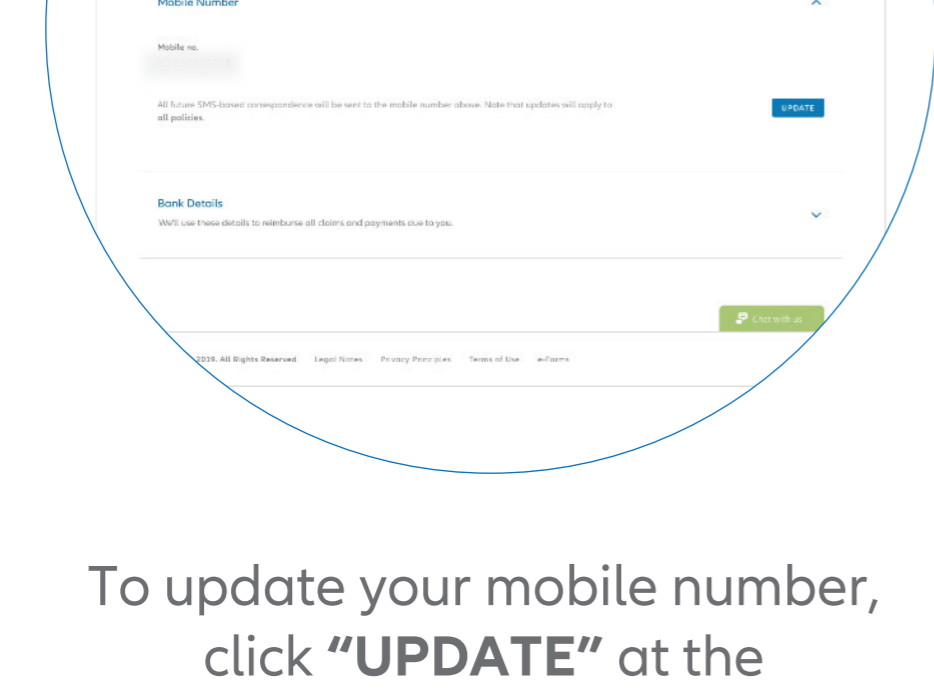 Mobile Number
Mobile no.
All future SMS-based correspondence will be sent to the mobile number above. Note that updates will apply to
all policies.
UPDATE
Bank Details
We'll use these details to reimburse all claims and payments due to you.
Chat with us
2019. All Rights Reserved Legal Notes Privacy Principles Terms of Use e-Forms
To update your mobile number,
click “UPDATE” at the